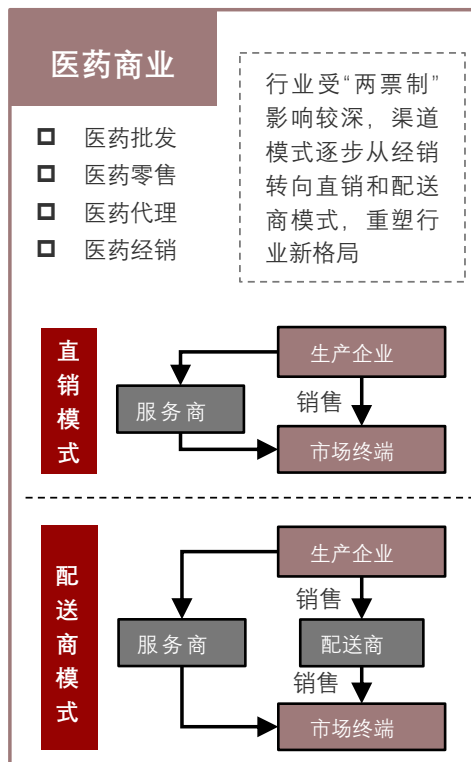 医药商业
医药批发
医药零售
医药代理
医药经销
行业受“两票制”
影响较深，渠道
模式逐步从经销
转向直销和配送
商模式，重塑行
业新格局
直销模式
生产企业
服务商
销售
市场终端
配送商模式
生产企业
销售
服务商
配送商
销售
市场终端